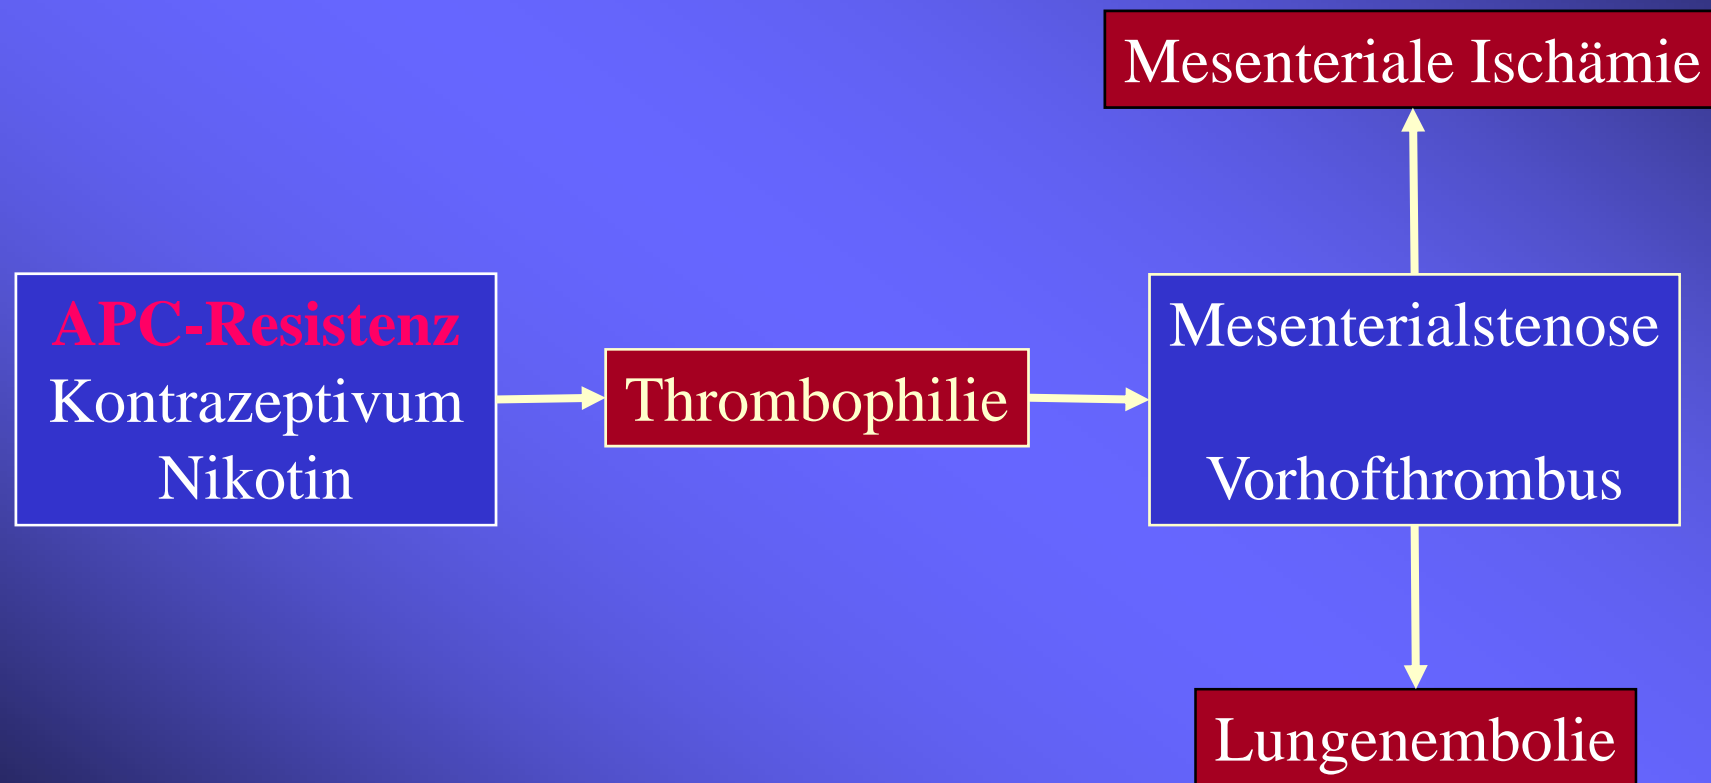 Mesenteriale Ischämie
APC-Resistenz
Kontrazeptivum
Nikotin
Thrombophilie
Mesenterialstenose
Vorhofthrombus
Lungenembolie